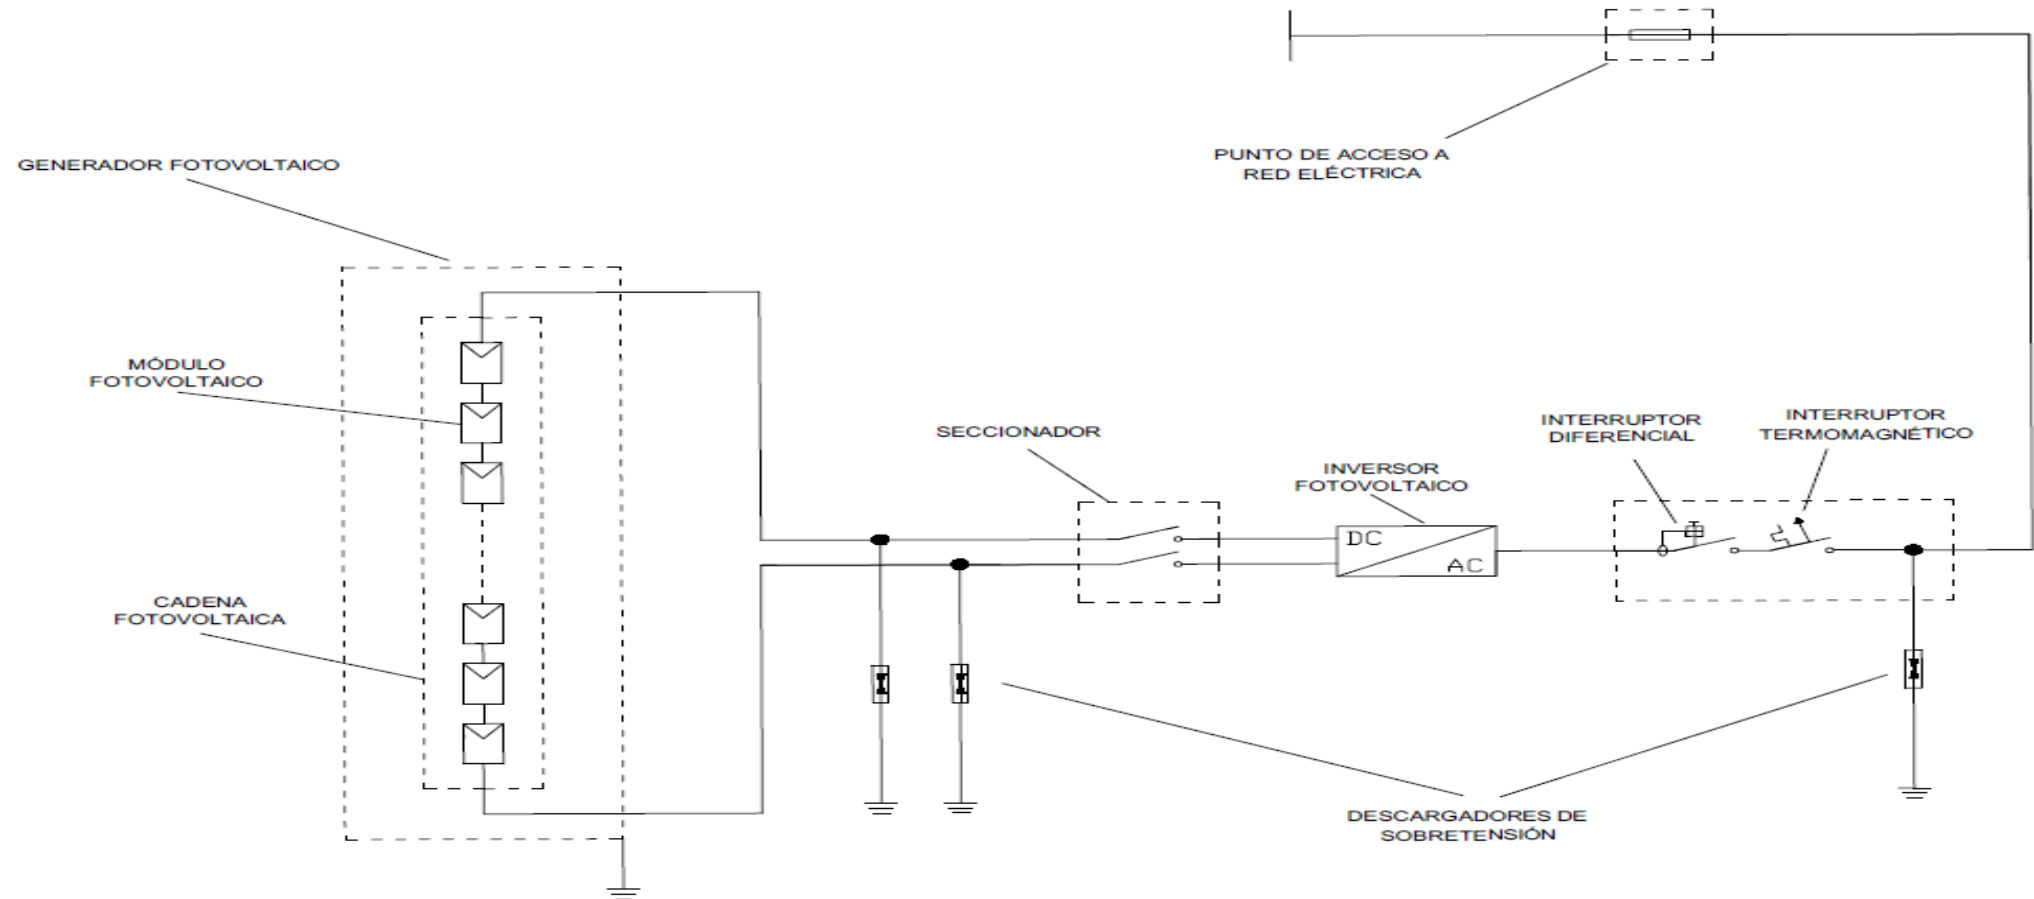 PUNTO DE ACCESO A
RED ELÉCTRICA
GENERADOR FOTOVOLTAICO
MÓDULO
FOTOVOLTAICO
SECCIONADOR
INTERRUPTOR
DIFERENCIAL
INTERRUPTOR
TERMOMAGNÉTICO
INVERSOR
FOTOVOLTAICO
DC
AC
CADENA
FOTOVOLTAICA
DESCARGADORES DE
SOBRETENSIÓN